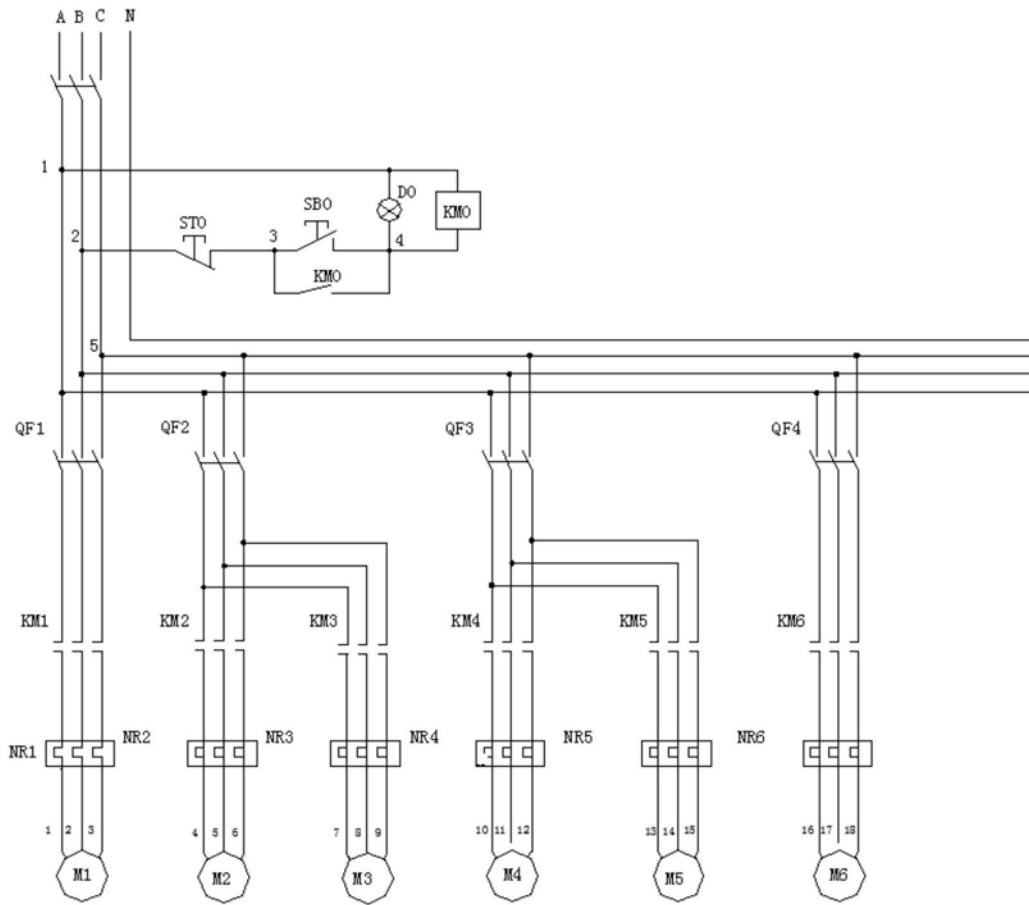 A B C N
1
D0
SB0
KM0
ST0
2 3 4
KM0
5
QF1 QF2 QF3 QF4
KM1 KM2 KM3 KM4 KM5 KM6
NR1 NR2 NR3 NR4 NR5 NR6
1 2 3 4 5 6 7 8 9 10 11 12 13 14 15 16 17 18
M1 M2 M3 M4 M5 M6